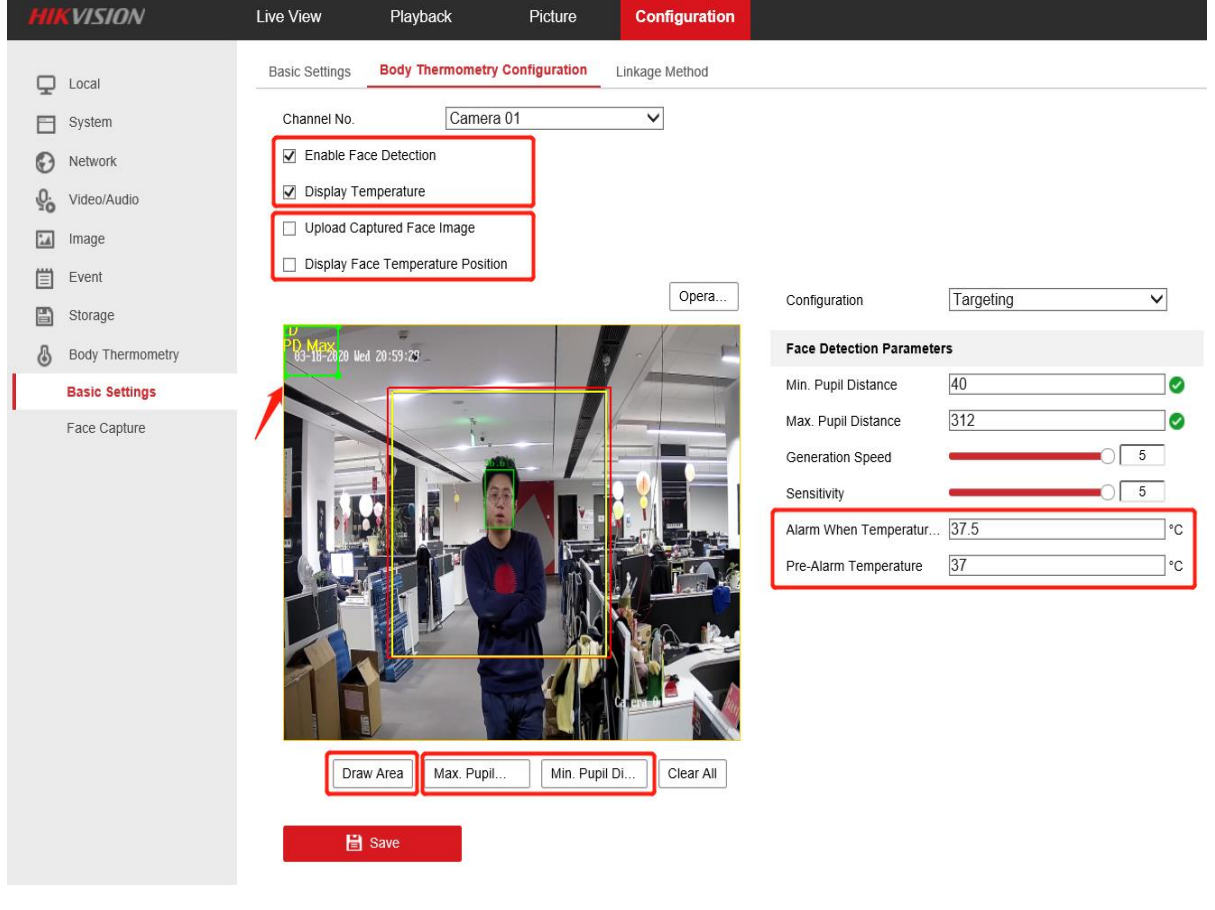 HIKVISION
Live View
Playback
Picture
Configuration
Local
System
Network
Video/Audio
Image
Event
Storage
Body Thermometry
Basic Settings
Face Capture
Basic Settings
Body Thermometry Configuration
Linkage Method
Channel No.
Camera 01
Enable Face Detection
Display Temperature
Upload Captured Face Image
Display Face Temperature Position
Opera...
D
PD Max
03-18-2020 Wed 20:59:29
Draw Area
Max. Pupil...
Min. Pupil Di...
Clear All
Save
Configuration
Targeting
Face Detection Parameters
Min. Pupil Distance
40
Max. Pupil Distance
312
Generation Speed
5
Sensitivity
5
Alarm When Temperatur...
37.5
°C
Pre-Alarm Temperature
37
°C